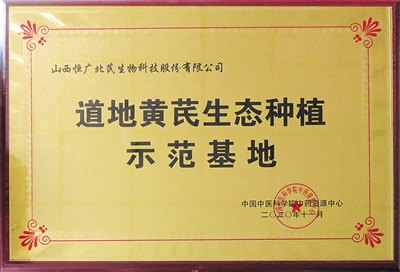 山西恒广北芪生物科技股份有限公司
道地黄芪生态种植
示范基地
中国中医科学院中药资源中心
二〇二〇年十一月